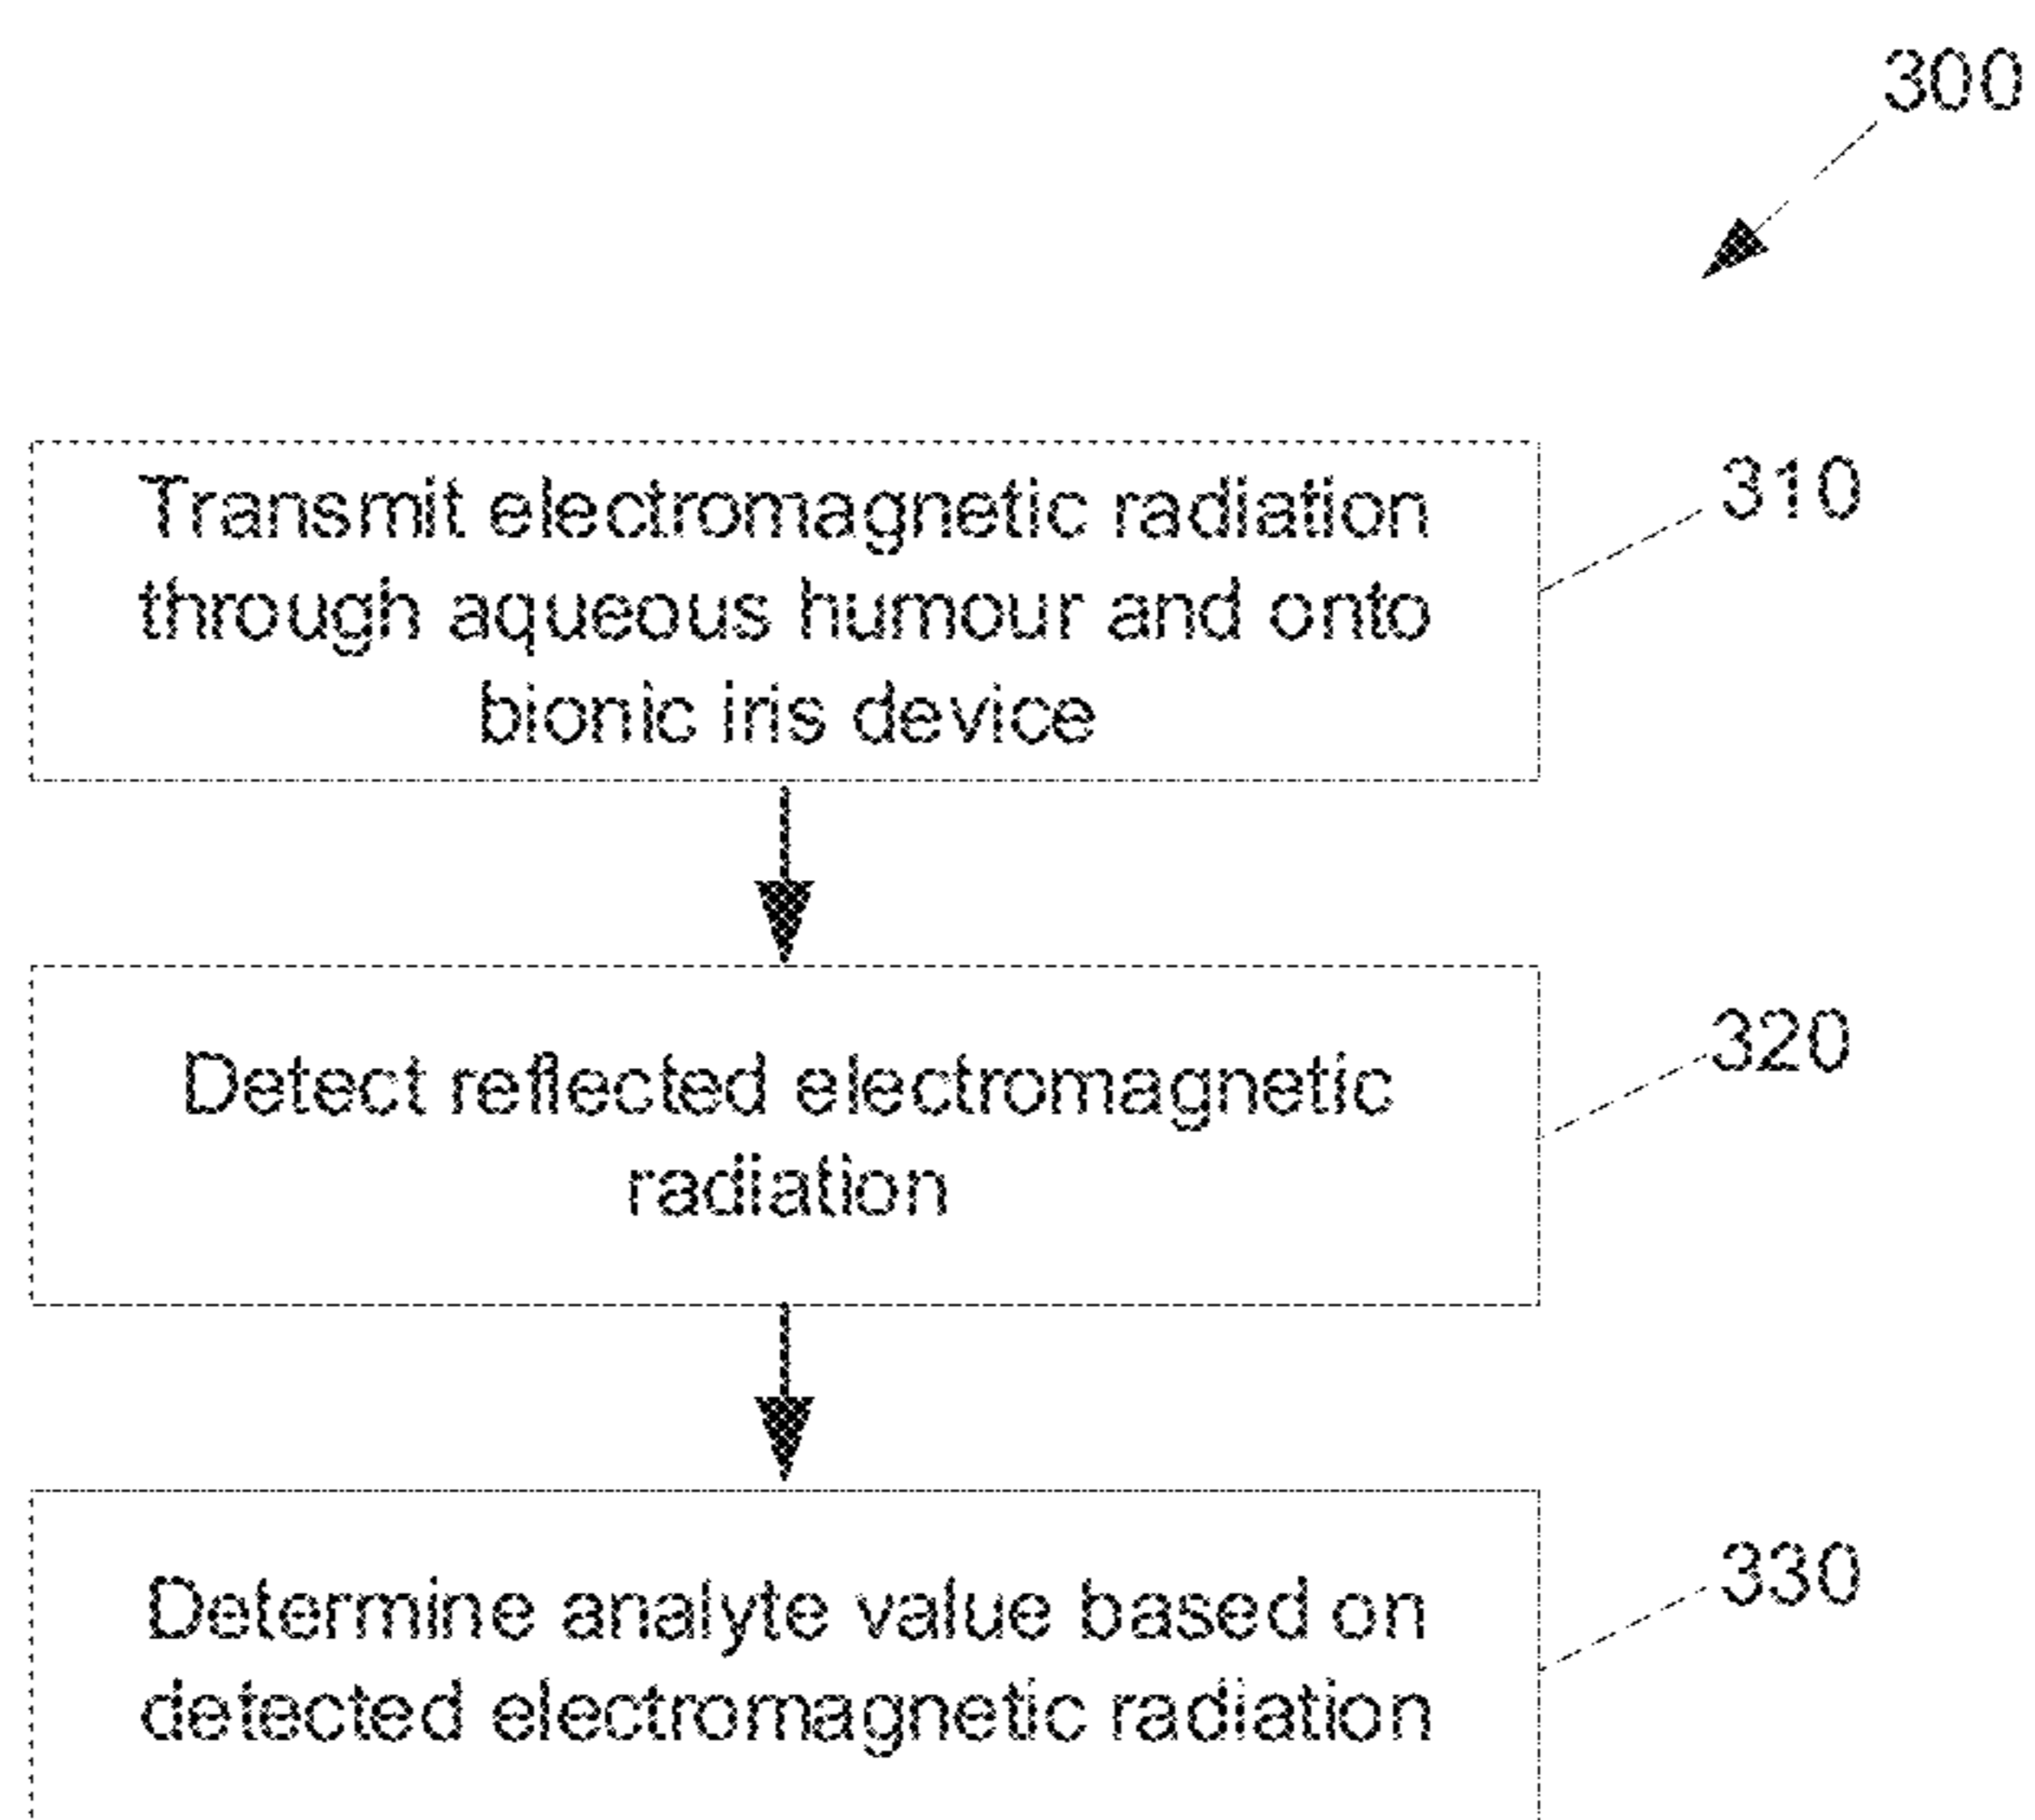 300
Transmit electromagnetic radiation
through aqueous humour and onto
bionic iris device
310
Detect reflected electromagnetic
radiation
320
Determine analyte value based on
detected electromagnetic radiation
330